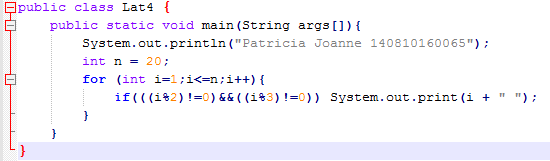 public class Lat4 {
    public static void main(String args[]){
        System.out.println("Patricia Joanne 140810160065");
        int n = 20;
        for (int i=1;i<=n;i++){
            if(((i%2)!=0)&&((i%3)!=0)) System.out.print(i + " ");
        }
    }
}